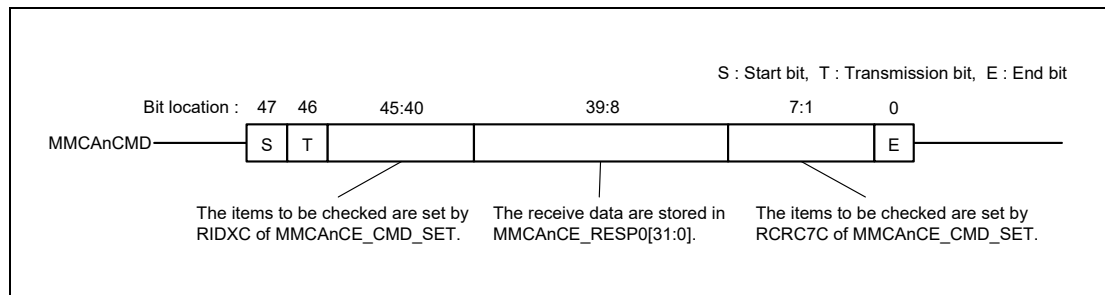 S : Start bit, T : Transmission bit, E : End bit
Bit location : 47 46 45:40 39:8 7:1 0
MMCAnCMD S T E
The items to be checked are set by
RIDXC of MMCAnCE_CMD_SET.
The receive data are stored in
MMCAnCE_RESP0[31:0].
The items to be checked are set by
RCRC7C of MMCAnCE_CMD_SET.